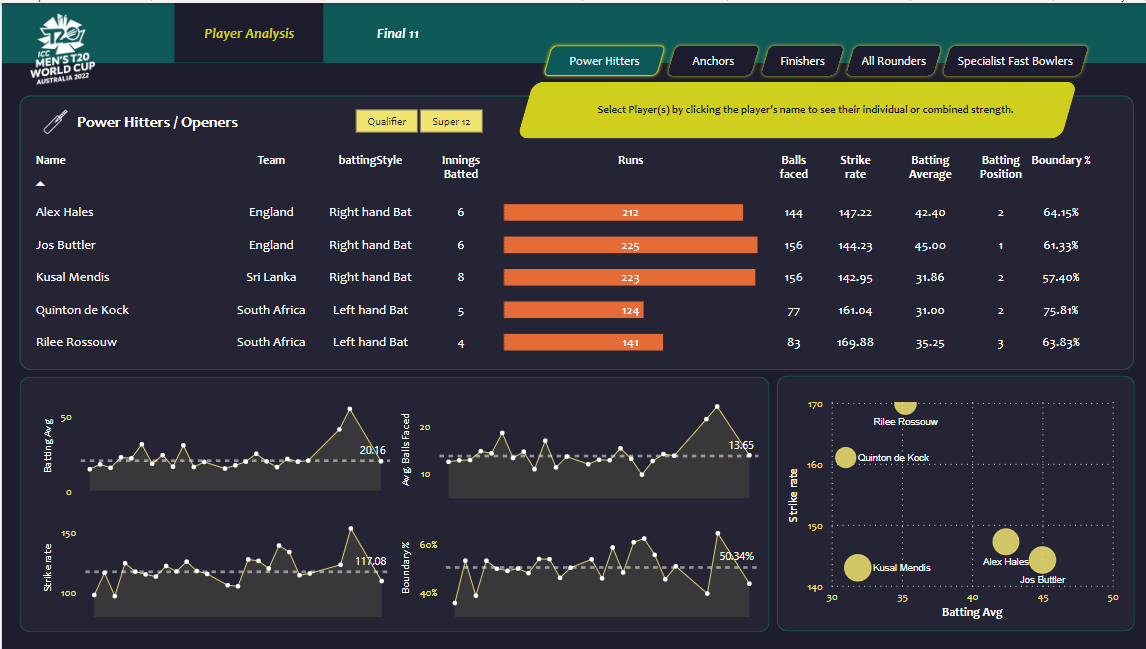 Player Analysis
Final 11
ICC
MEN'S T20
WORLD CUP
AUSTRALIA 2022
Power Hitters
Anchors
Finishers
All Rounders
Specialist Fast Bowlers
Select Player(s) by clicking the player's name to see their individual or combined strength.
Power Hitters / Openers
Qualifier
Super 12
Name Team battingStyle Innings Batted Runs Balls faced Strike rate Batting Average Batting Position Boundary %
Alex Hales England Right hand Bat 6 212 144 147.22 42.40 2 64.15%
Jos Buttler England Right hand Bat 6 225 156 144.23 45.00 1 61.33%
Kusal Mendis Sri Lanka Right hand Bat 8 223 156 142.95 31.86 2 57.40%
Quinton de Kock South Africa Left hand Bat 5 124 77 161.04 31.00 2 75.81%
Rilee Rossouw South Africa Left hand Bat 4 141 83 169.88 35.25 3 63.83%
Batting Avg
50
0
20.16
Avg. Balls Faced
20
10
13.65
Strike rate
150
100
117.08
Boundary %
60%
40%
50.34%
Strike rate
170
160
150
140
Rilee Rossouw
Quinton de Kock
Alex Hales
Kusal Mendis
Jos Buttler
30 35 40 45 50
Batting Avg